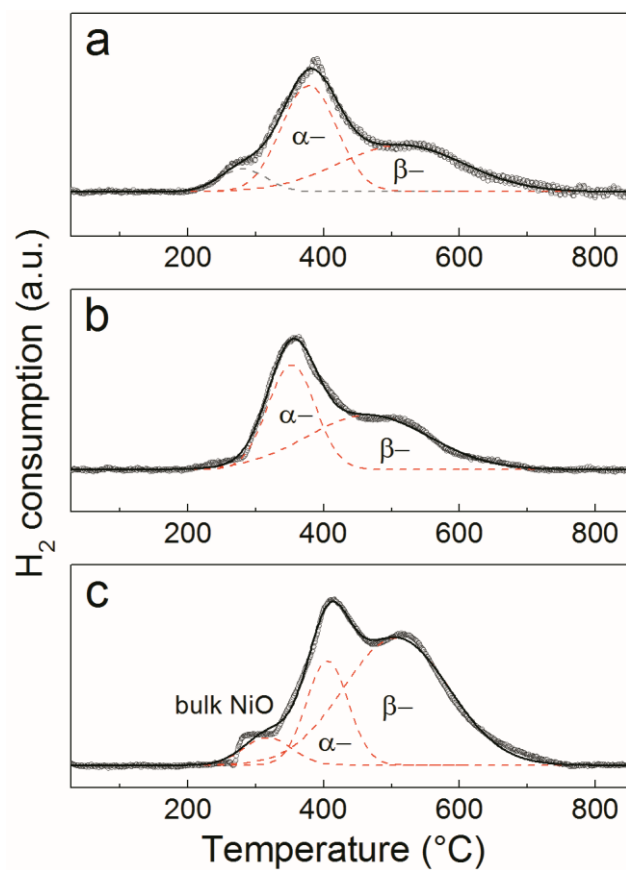 a
α–
β–
200 400 600 800
b
α–
β–
200 400 600 800
c
bulk NiO
β–
α–
200 400 600 800
H₂ consumption (a.u.)
Temperature (°C)